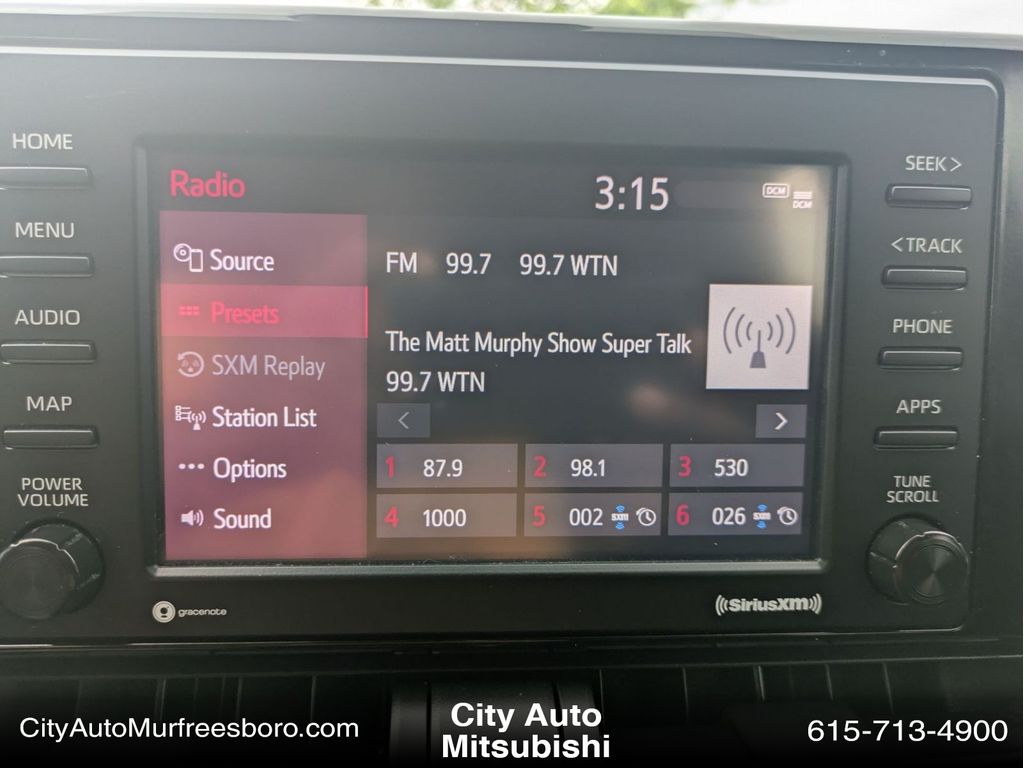 HOME
MENU
AUDIO
MAP
POWER
VOLUME
Radio
3:15
DCM
DCM
Source
Presets
SXM Replay
Station List
Options
Sound
FM 99.7 99.7 WTN
The Matt Murphy Show Super Talk
99.7 WTN
< >
1 87.9 2 98.1 3 530
4 1000 5 002 SXM 6 026 SXM
SEEK >
< TRACK
PHONE
APPS
TUNE
SCROLL
gracenote
((SiriusXM))
CityAutoMurfreesboro.com
City Auto
Mitsubishi
615-713-4900